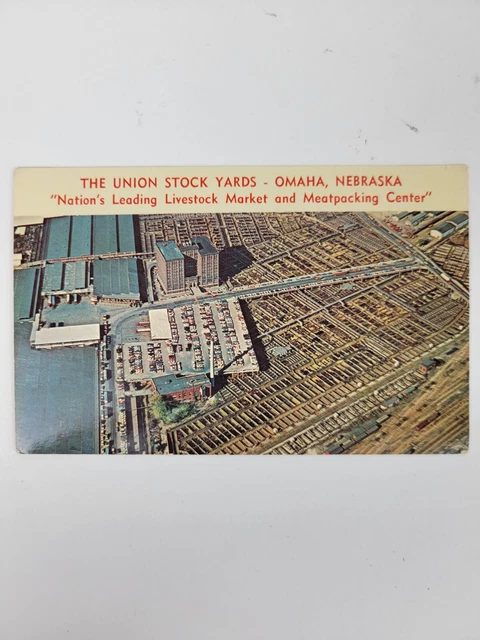 THE UNION STOCK YARDS - OMAHA, NEBRASKA
"Nation's Leading Livestock Market and Meatpacking Center"